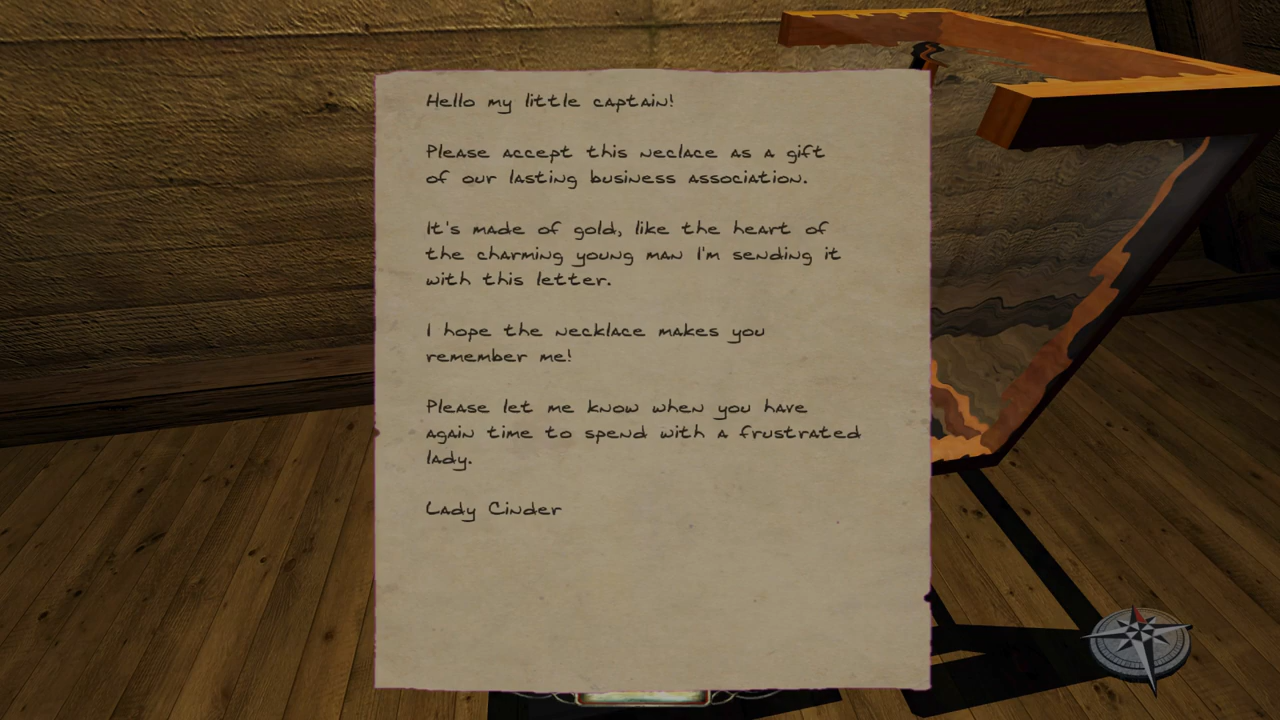 Hello my little captain!
Please accept this neclace as a gift
of our lasting business association.
It's made of gold, like the heart of
the charming young man I'm sending it
with this letter.
I hope the necklace makes you
remember me!
Please let me know when you have
again time to spend with a frustrated
lady.
Lady Cinder